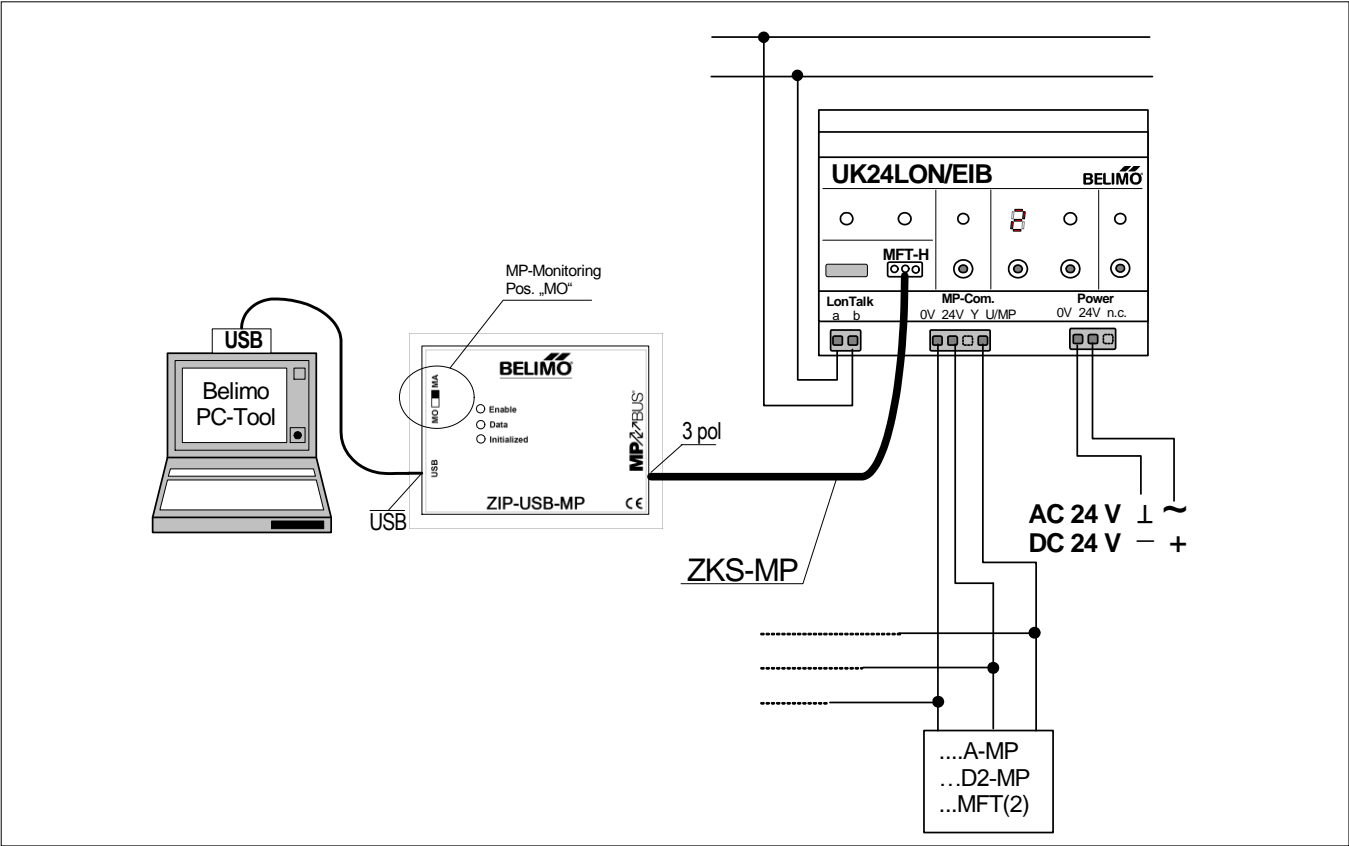 UK24LON/EIB
BELIMO
MFT-H
LonTalk
a b
MP-Com.
0V 24V Y U/MP
Power
0V 24V n.c.
MP-Monitoring
Pos. „MO“
USB
Belimo
PC-Tool
BELIMO
MO MA
Enable
Data
Initialized
USB
MP BUS®
ZIP-USB-MP
CE
USB
3 pol
ZKS-MP
AC 24 V ⊥ ~
DC 24 V — +
....A-MP
…D2-MP
...MFT(2)